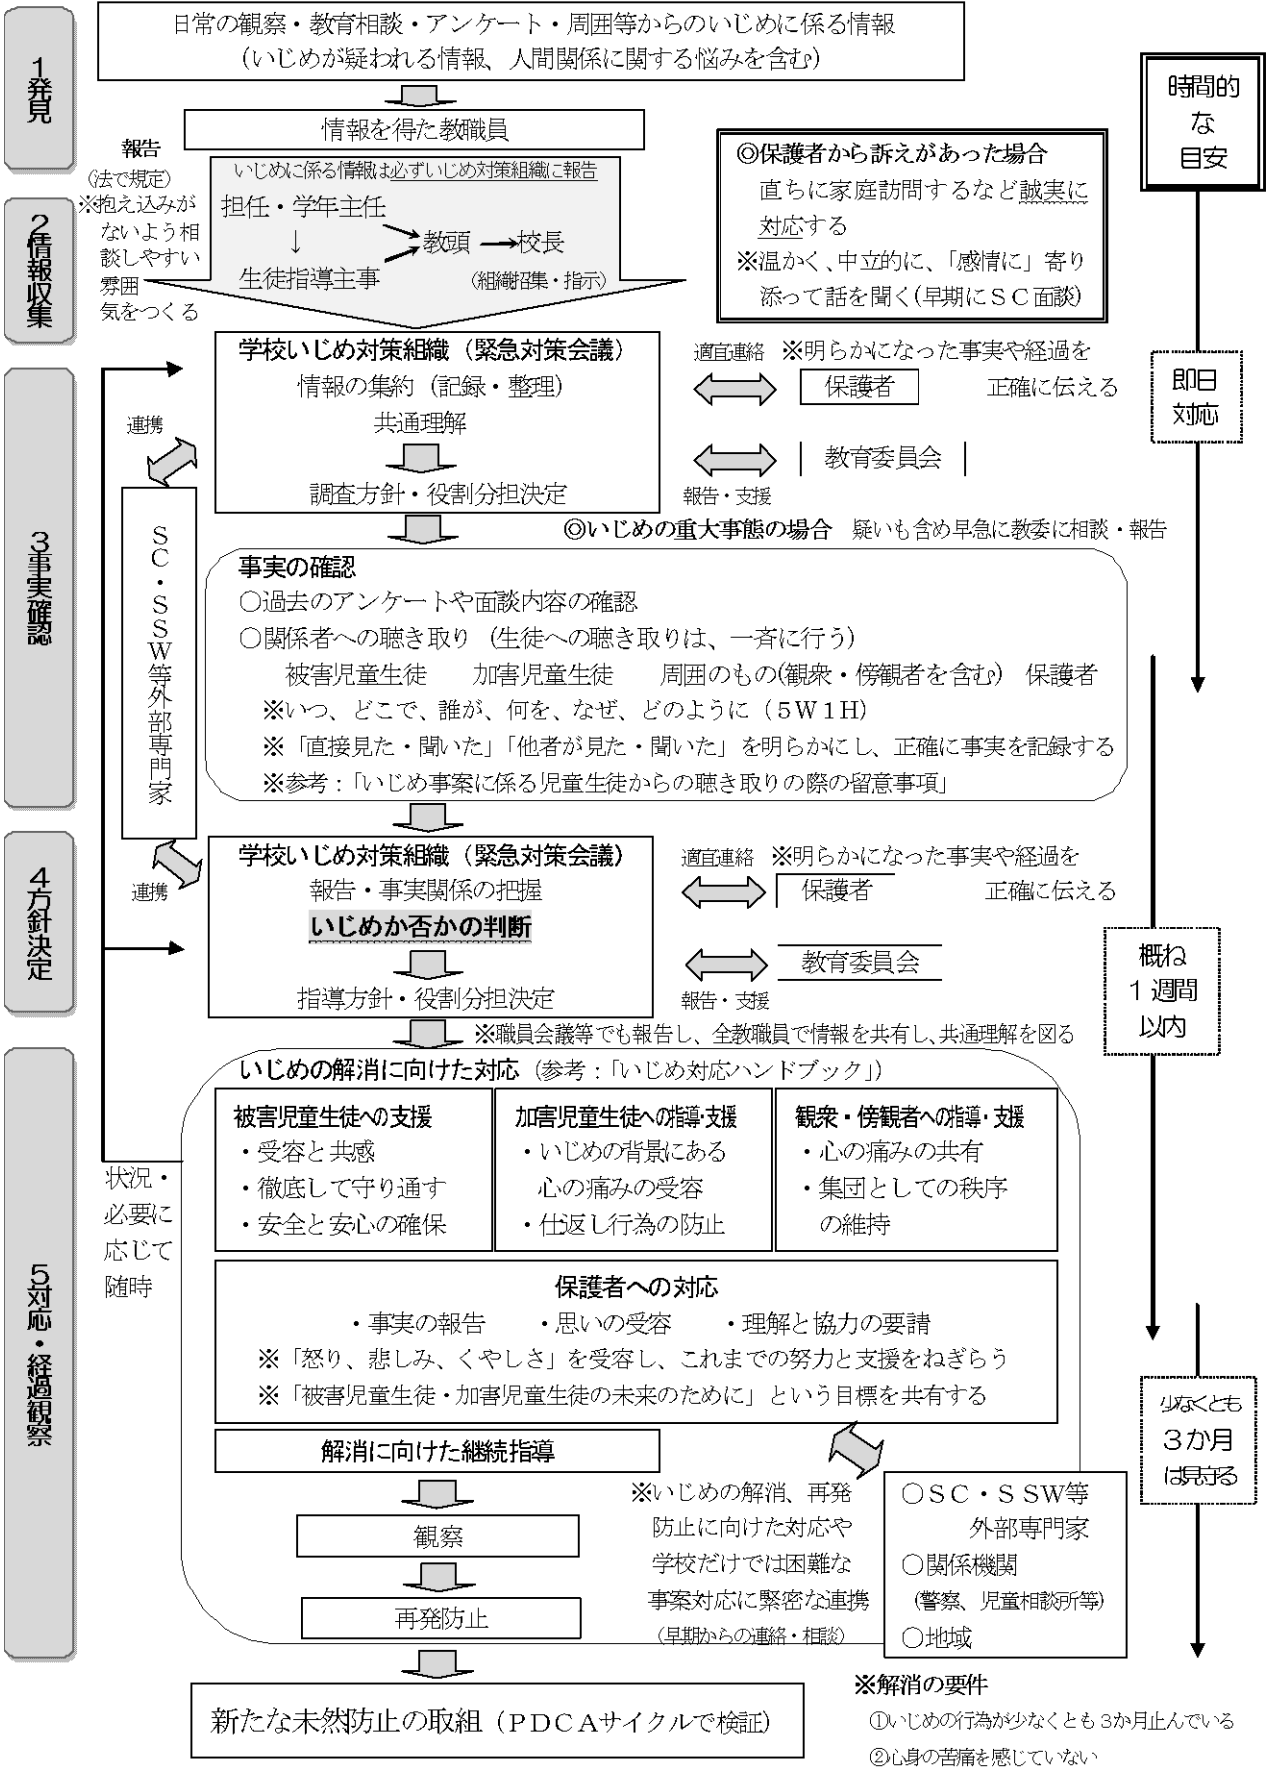 日常の観察・教育相談・アンケート・周囲等からのいじめに係る情報
(いじめが疑われる情報、人間関係に関する悩みを含む)
1発見
情報を得た教職員
時間的
な
目安
報告
(法で規定)
※抱え込みが
ないよう相
談しやすい
雰囲
気をつくる
いじめに係る情報は必ずいじめ対策組織に報告
担任・学年主任
↓
教頭
校長
生徒指導主事
(組織招集・指示)
◎保護者から訴えがあった場合
直ちに家庭訪問するなど誠実に
対応する
※温かく、中立的に、「感情に」寄り
添って話を聞く(早期にSC面談)
2情報収集
学校いじめ対策組織(緊急対策会議)
情報の集約(記録・整理)
共通理解
調査方針・役割分担決定
適宜連絡
※明らかになった事実や経過を
保護者
正確に伝える
教育委員会
報告・支援
即日
対応
連携
SC・SSW等外部専門家
3事実確認
◎いじめの重大事態の場合 疑いも含め早急に教委に相談・報告
事実の確認
○過去のアンケートや面談内容の確認
○関係者への聴き取り(生徒への聴き取りは、一斉に行う)
被害児童生徒 加害児童生徒 周囲のもの(観衆・傍観者を含む) 保護者
※いつ、どこで、誰が、何を、なぜ、どのように(5W1H)
※「直接見た・聞いた」「他者が見た・聞いた」を明らかにし、正確に事実を記録する
※参考:「いじめ事案に係る児童生徒からの聴き取りの際の留意事項」
4方針決定
連携
学校いじめ対策組織(緊急対策会議)
報告・事実関係の把握
いじめか否かの判断
指導方針・役割分担決定
適宜連絡
※明らかになった事実や経過を
保護者
正確に伝える
教育委員会
報告・支援
概ね
1週間
以内
※職員会議等でも報告し、全教職員で情報を共有し、共通理解を図る
5対応・経過観察
いじめの解消に向けた対応(参考:「いじめ対応ハンドブック」)
被害児童生徒への支援
・受容と共感
・徹底して守り通す
・安全と安心の確保
加害児童生徒への指導・支援
・いじめの背景にある
心の痛みの受容
・仕返し行為の防止
観衆・傍観者への指導・支援
・心の痛みの共有
・集団としての秩序
の維持
状況・
必要に
応じて
随時
保護者への対応
・事実の報告 ・思いの受容 ・理解と協力の要請
※「怒り、悲しみ、くやしさ」を受容し、これまでの努力と支援をねぎらう
※「被害児童生徒・加害児童生徒の未来のために」という目標を共有する
少なくとも
3か月
は見守る
解消に向けた継続指導
観察
再発防止
※いじめの解消、再発
防止に向けた対応や
学校だけでは困難な
事案対応に緊密な連携
(早期からの連絡・相談)
○SC・SSW等
外部専門家
○関係機関
(警察、児童相談所等)
○地域
新たな未然防止の取組(PDCAサイクルで検証)
※解消の要件
①いじめの行為が少なくとも3か月止んでいる
②心身の苦痛を感じていない